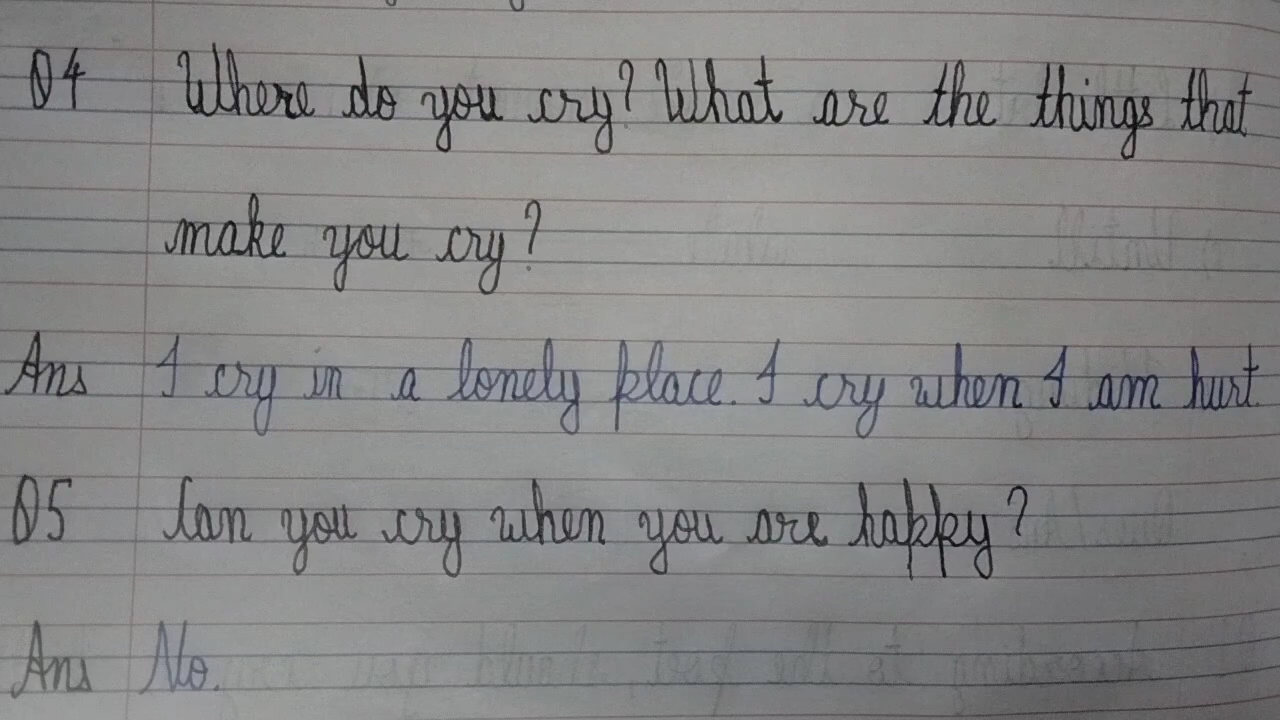 Q4 Where do you cry? What are the things that
make you cry?
Ans I cry in a lonely place. I cry when I am hurt.
Q5 Can you cry when you are happy?
Ans No.